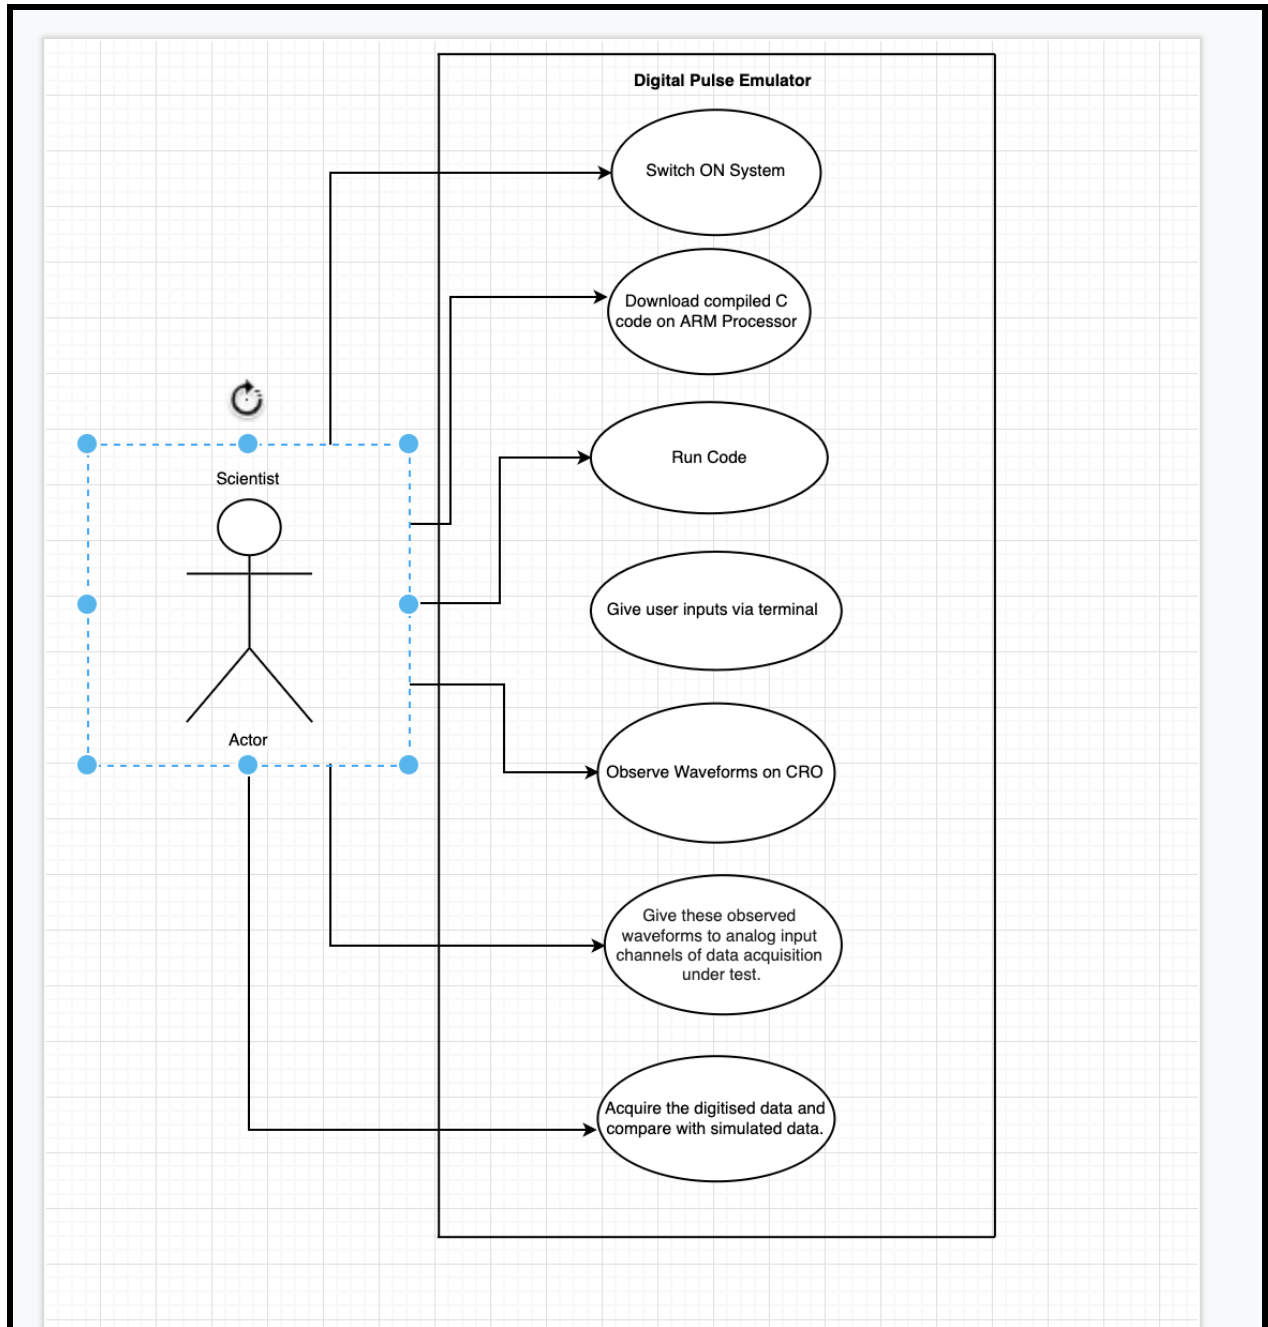 Digital Pulse Emulator
Switch ON System
Download compiled C
code on ARM Processor
Run Code
Scientist
Give user inputs via terminal
Actor
Observe Waveforms on CRO
Give these observed
waveforms to analog input
channels of data acquisition
under test.
Acquire the digitised data and
compare with simulated data.